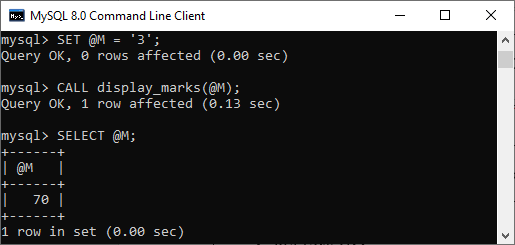 MySQL 8.0 Command Line Client
mysql> SET @M = '3';
Query OK, 0 rows affected (0.00 sec)
mysql> CALL display_marks(@M);
Query OK, 1 row affected (0.13 sec)
mysql> SELECT @M;
+------+
| @M   |
+------+
|   70 |
+------+
1 row in set (0.00 sec)